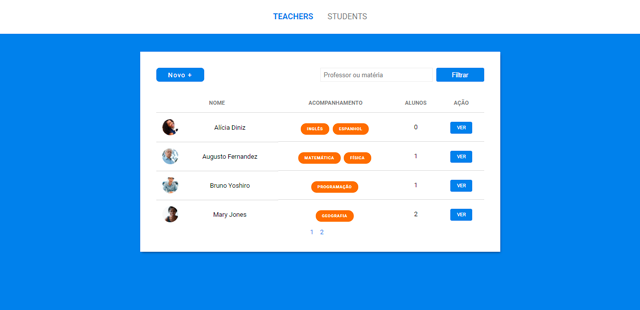 TEACHERS STUDENTS
Novo + Professor ou matéria Filtrar
NOME ACOMPANHAMENTO ALUNOS AÇÃO
Alícia Diniz INGLÊS ESPANHOL 0 VER
Augusto Fernandez MATEMÁTICA FÍSICA 1 VER
Bruno Yoshiro PROGRAMAÇÃO 1 VER
Mary Jones GEOGRAFIA 2 VER
1 2